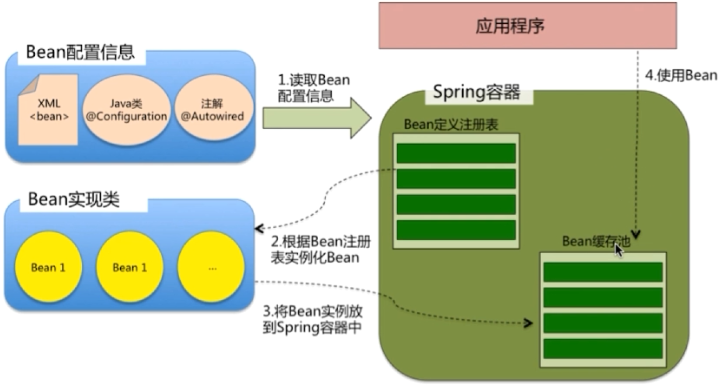 应用程序
Bean配置信息
XML
<bean>
Java类
@Configuration
注解
@Autowired
1.读取Bean
配置信息
4.使用Bean
Spring容器
Bean定义注册表
Bean实现类
Bean 1
Bean 1
...
2.根据Bean注册
表实例化Bean
3.将Bean实例放
到Spring容器中
Bean缓存池